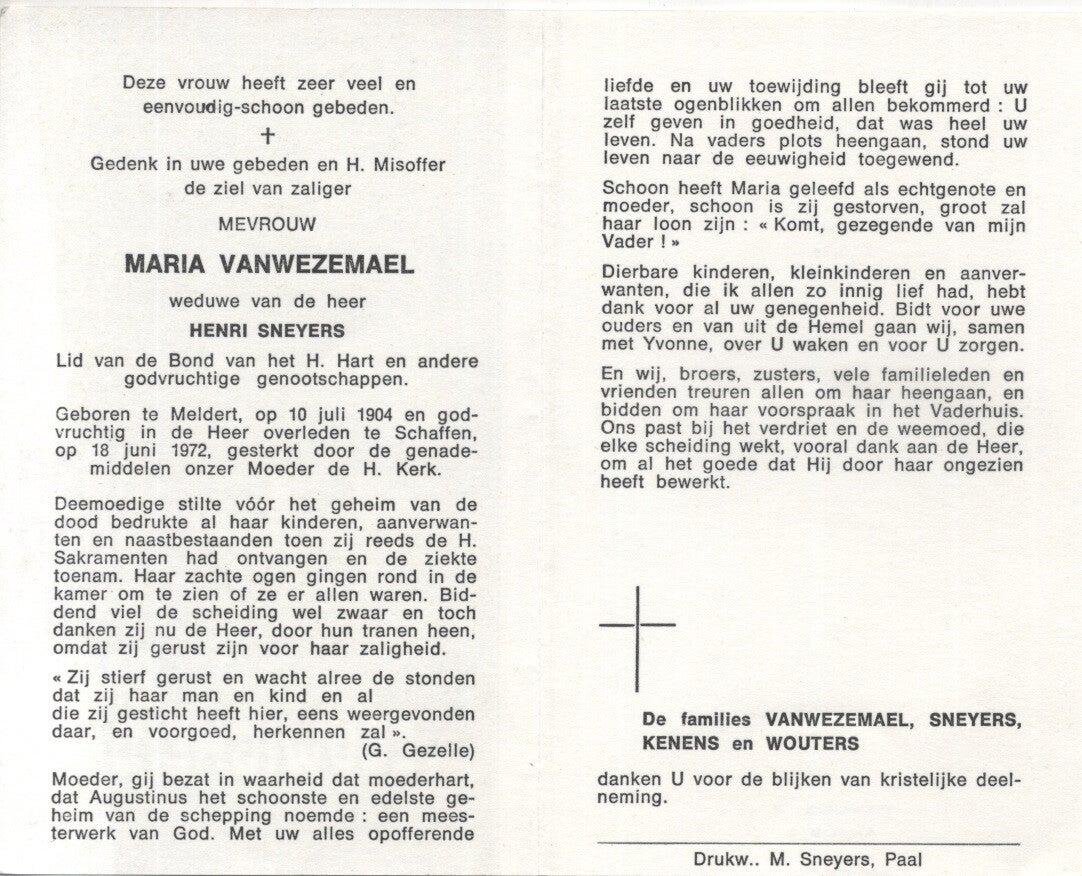 Deze vrouw heeft zeer veel en
eenvoudig-schoon gebeden.
Gedenk in uwe gebeden en H. Misoffer
de ziel van zaliger
MEVROUW
MARIA VANWEZEMAEL
weduwe van de heer
HENRI SNEYERS
Lid van de Bond van het H. Hart en andere
godvruchtige genootschappen.
Geboren te Meldert, op 10 juli 1904 en god-
vruchtig in de Heer overleden te Schaffen,
op 18 juni 1972, gesterkt door de genade-
middelen onzer Moeder de H. Kerk.
Deemoedige stilte vóór het geheim van de
dood bedrukte al haar kinderen, aanverwan-
ten en naastbestaanden toen zij reeds de H.
Sakramenten had ontvangen en de ziekte
toenam. Haar zachte ogen gingen rond in de
kamer om te zien of ze er allen waren. Bid-
dend viel de scheiding wel zwaar en toch
danken zij nu de Heer, door hun tranen heen,
omdat zij gerust zijn voor haar zaligheid.
« Zij stierf gerust en wacht alree de stonden
dat zij haar man en kind en al
die zij gesticht heeft hier, eens weergevonden
daar, en voorgoed, herkennen zal ».
(G. Gezelle)
Moeder, gij bezat in waarheid dat moederhart,
dat Augustinus het schoonste en edelste ge-
heim van de schepping noemde : een mees-
terwerk van God. Met uw alles opofferende
liefde en uw toewijding bleeft gij tot uw
laatste ogenblikken om allen bekommerd : U
zelf geven in goedheid, dat was heel uw
leven. Na vaders plots heengaan, stond uw
leven naar de eeuwigheid toegewend.
Schoon heeft Maria geleefd als echtgenote en
moeder, schoon is zij gestorven, groot zal
haar loon zijn : « Komt, gezegende van mijn
Vader ! »
Dierbare kinderen, kleinkinderen en aanver-
wanten, die ik allen zo innig lief had, hebt
dank voor al uw genegenheid. Bidt voor uwe
ouders en van uit de Hemel gaan wij, samen
met Yvonne, over U waken en voor U zorgen.
En wij, broers, zusters, vele familieleden en
vrienden treuren allen om haar heengaan, en
bidden om haar voorspraak in het Vaderhuis.
Ons past bij het verdriet en de weemoed, die
elke scheiding wekt, vooral dank aan de Heer,
om al het goede dat Hij door haar ongezien
heeft bewerkt.
De families VANWEZEMAEL, SNEYERS,
KENENS en WOUTERS
danken U voor de blijken van kristelijke deel-
neming.
Drukw.. M. Sneyers, Paal